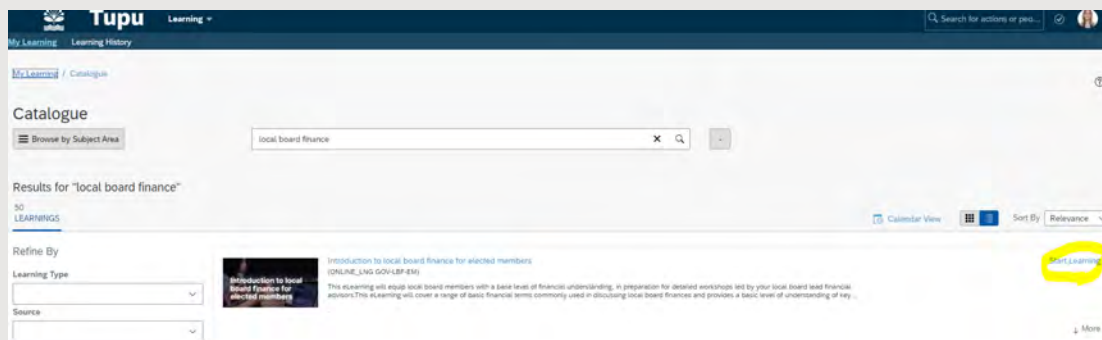 Tupu
Learning
Search for actions or peo...
My Learning Learning History
My Learning / Catalogue
Catalogue
Browse by Subject Area
local board finance
Results for "local board finance"
50
LEARNINGS
Calendar View
Sort By Relevance
Refine By
Learning Type
Source
Introduction to local board finance for elected members
Introduction to local board finance for elected members
(ONLINE_LNG GOV-LBF-EM)
This eLearning will equip local board members with a base level of financial understanding, in preparation for detailed workshops led by your local board lead financial
advisors.This eLearning will cover a range of basic financial terms commonly used in discussing local board finances and provides a basic level of understanding of key ...
Start Learning
More